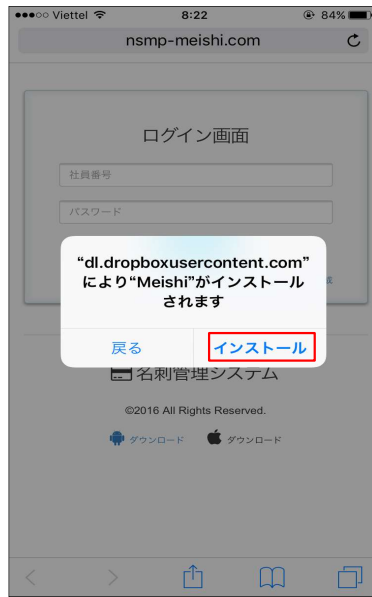 ●●●○○ Viettel 8:22 84%
nsmp-meishi.com
ログイン画面
社員番号
パスワード
“dl.dropboxusercontent.com”
により“Meishi”がインストール
されます
戻る インストール
名刺管理システム
©2016 All Rights Reserved.
ダウンロード ダウンロード